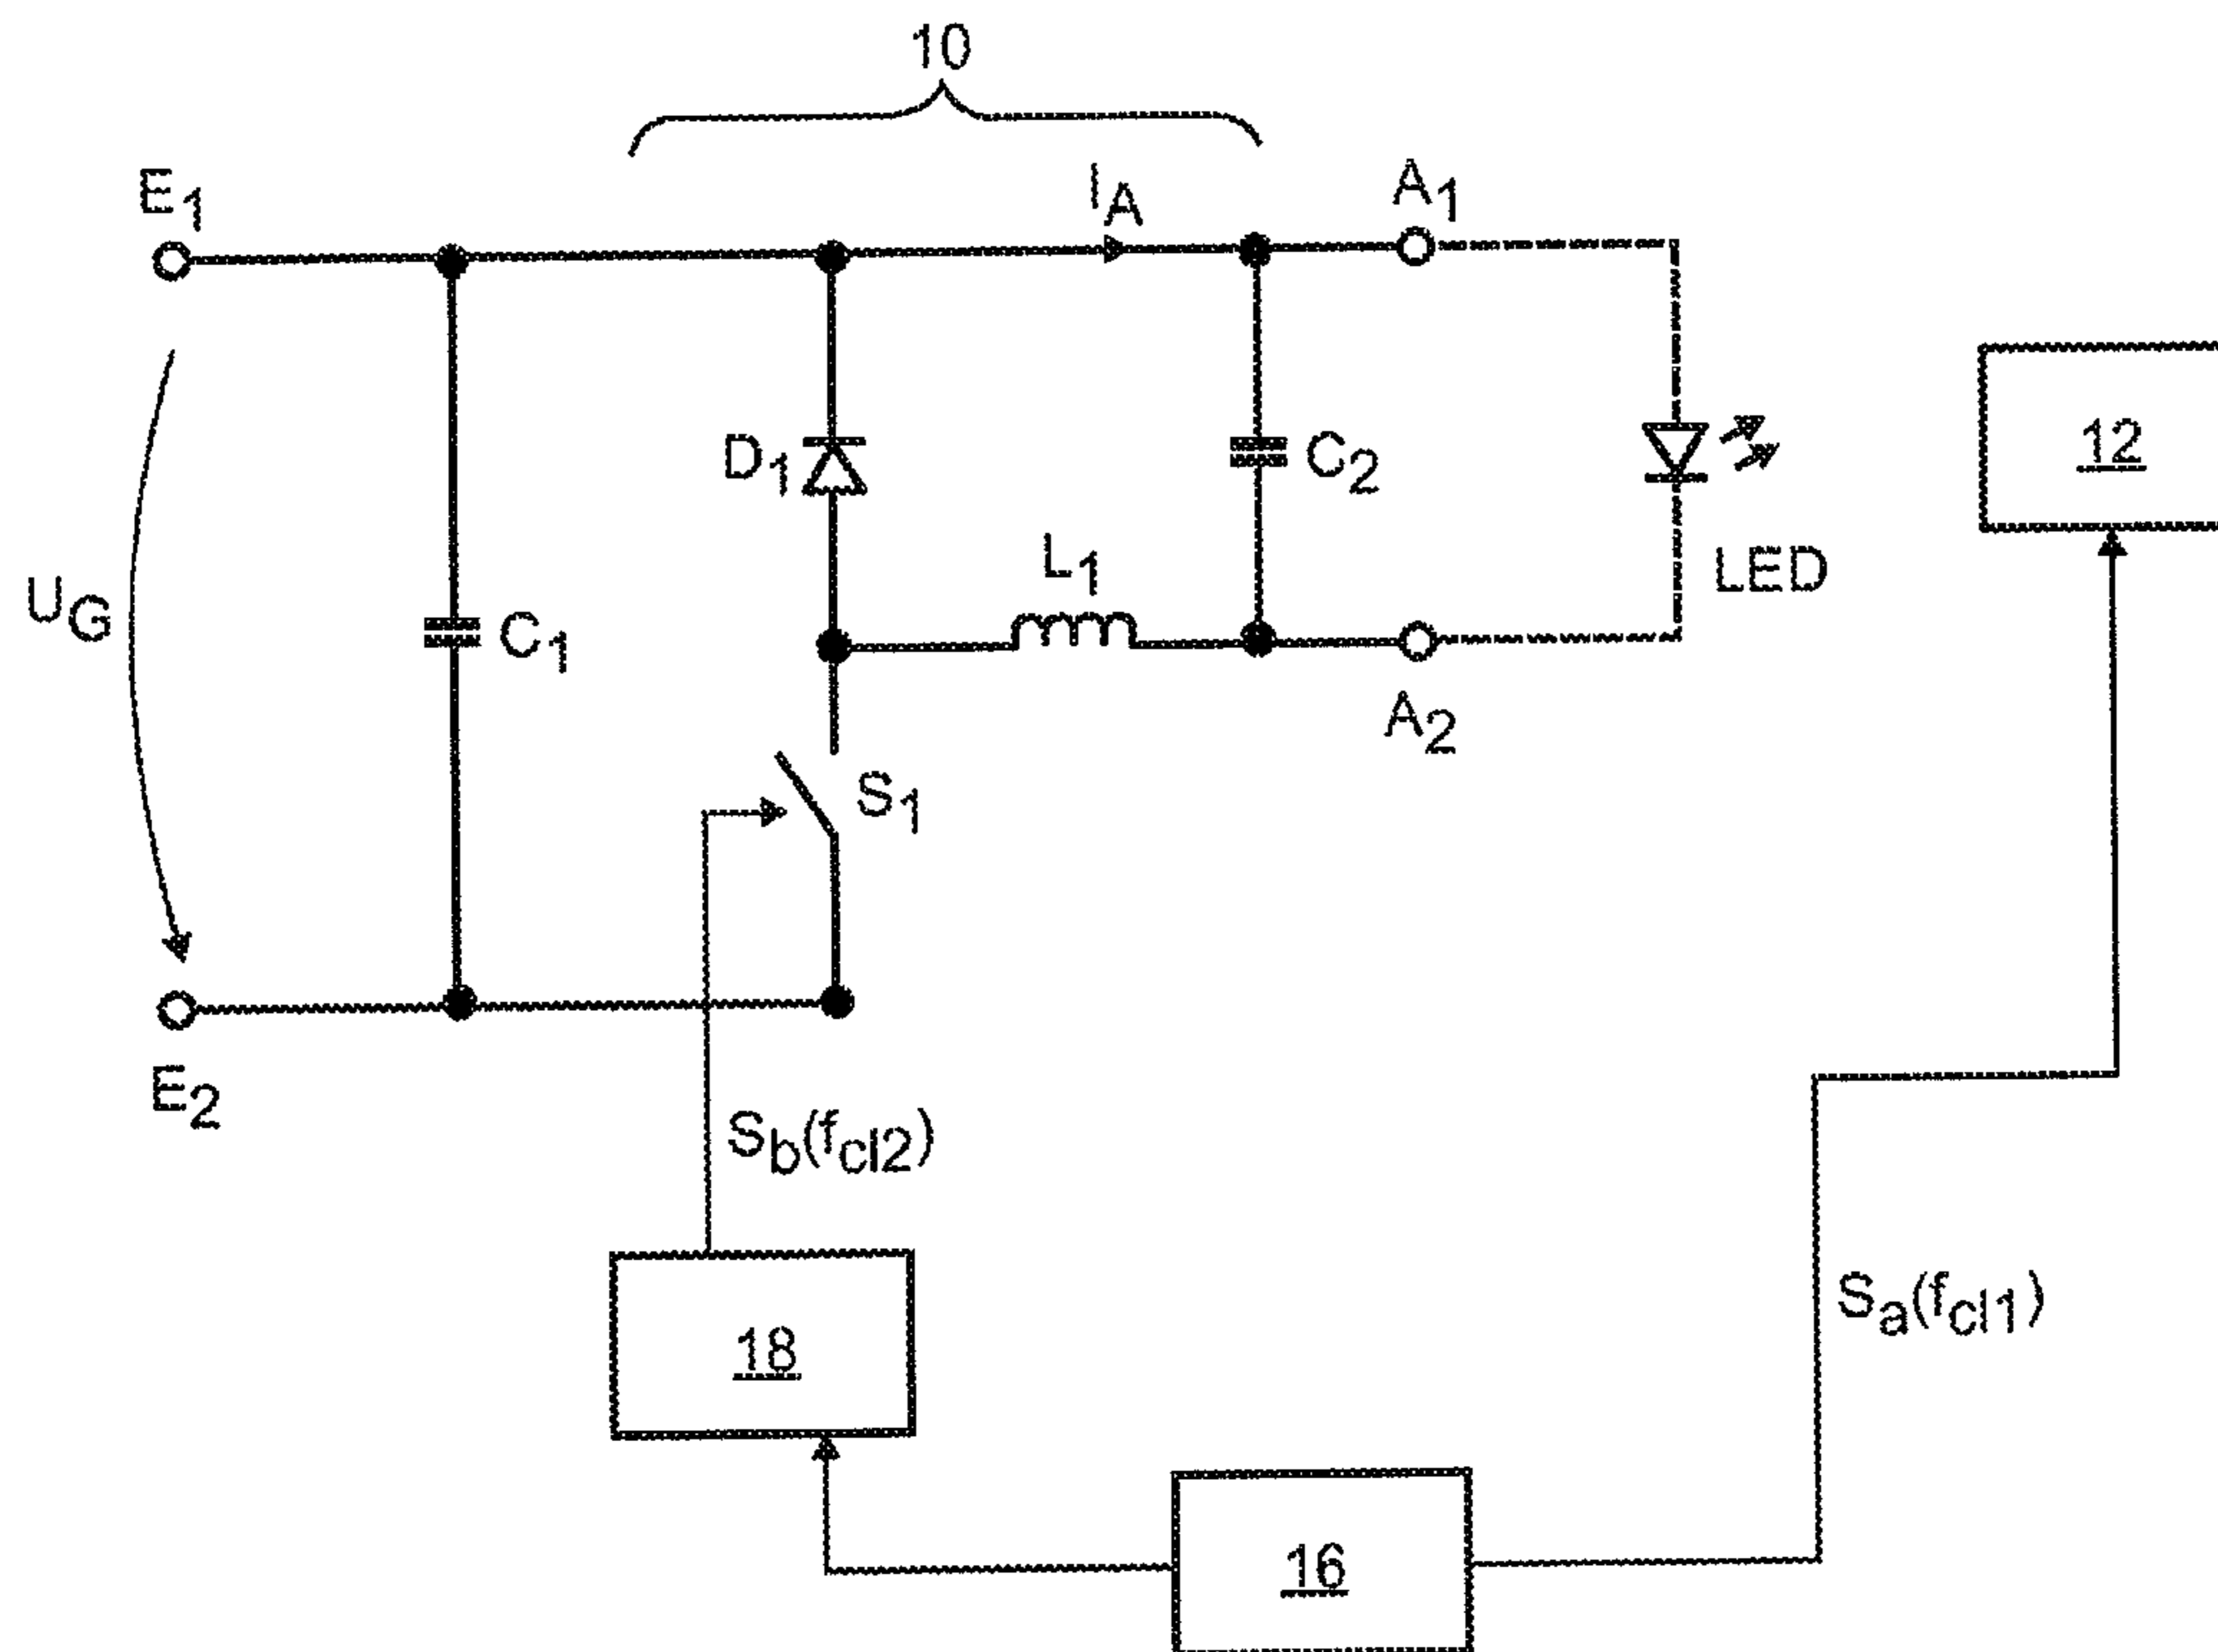 10
E1
IA
A1
UG
C1
D1
C2
L1
LED
12
A2
S1
E2
Sb(fcl2)
Sa(fcl1)
18
16